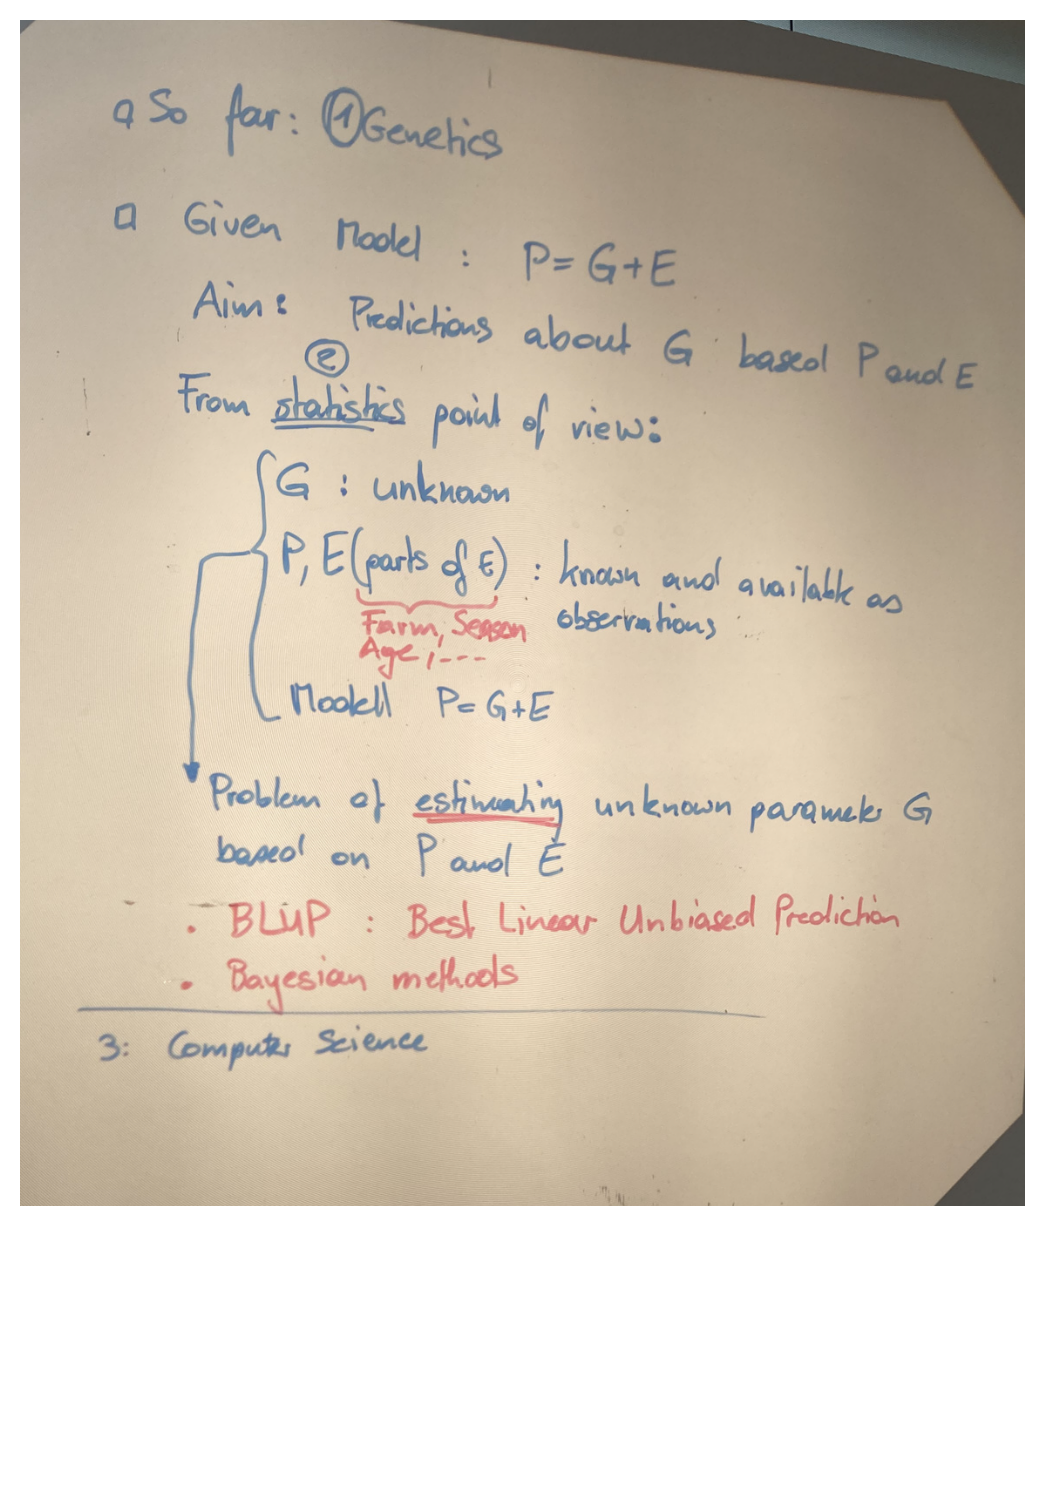 So far: ① Genetics
Given Model : P = G + E
Aim: Predictions about G based P and E
②
From statistics point of view:
G : unknown
P, E (parts of E) : known and available as
observations
Farm, Season
Age, ...
Modell P = G + E
Problem of estimating unknown parameter G
based on P and E
• BLUP : Best Linear Unbiased Prediction
• Bayesian methods
3: Computer Science